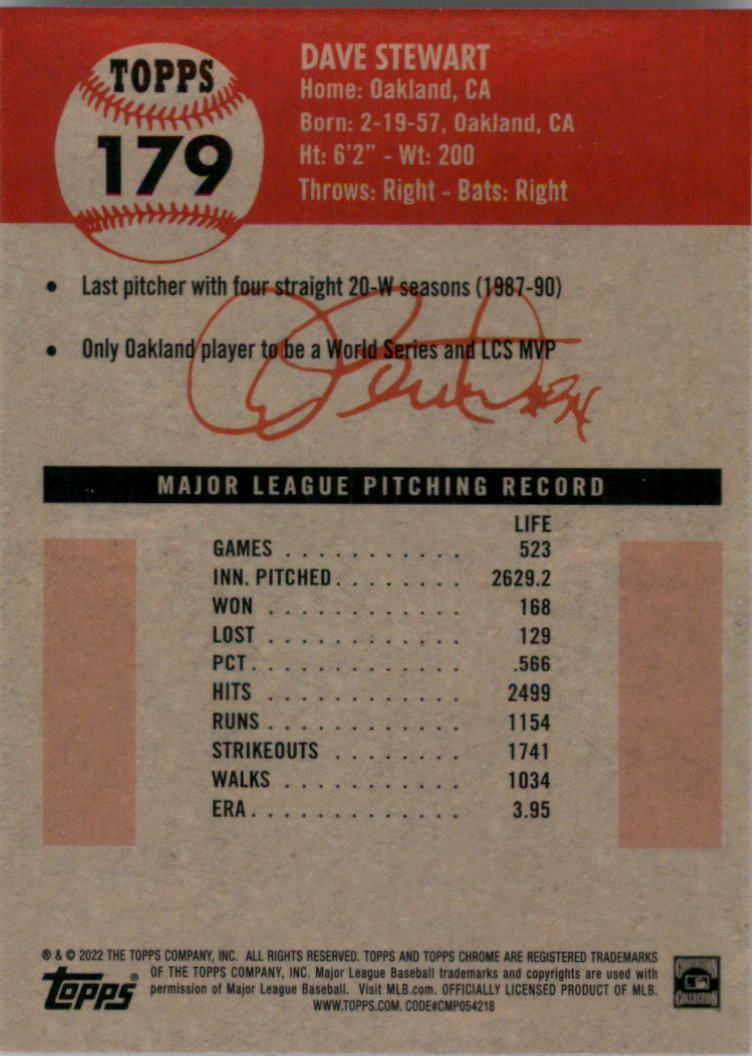 TOPPS
179
DAVE STEWART
Home: Oakland, CA
Born: 2-19-57, Oakland, CA
Ht: 6'2" - Wt: 200
Throws: Right - Bats: Right
• Last pitcher with four straight 20-W seasons (1987-90)
• Only Oakland player to be a World Series and LCS MVP
MAJOR LEAGUE PITCHING RECORD
LIFE
GAMES . . . . . . . . . . . 523
INN. PITCHED. . . . . . . . 2629.2
WON . . . . . . . . . . . . 168
LOST . . . . . . . . . . . . 129
PCT. . . . . . . . . . . . . .566
HITS . . . . . . . . . . . . 2499
RUNS . . . . . . . . . . . . 1154
STRIKEOUTS . . . . . . . . 1741
WALKS . . . . . . . . . . . 1034
ERA. . . . . . . . . . . . . 3.95
® & © 2022 THE TOPPS COMPANY, INC. ALL RIGHTS RESERVED. TOPPS AND TOPPS CHROME ARE REGISTERED TRADEMARKS
OF THE TOPPS COMPANY, INC. Major League Baseball trademarks and copyrights are used with
permission of Major League Baseball. Visit MLB.com. OFFICIALLY LICENSED PRODUCT OF MLB.
WWW.TOPPS.COM. CODE#CMP054218
Topps®